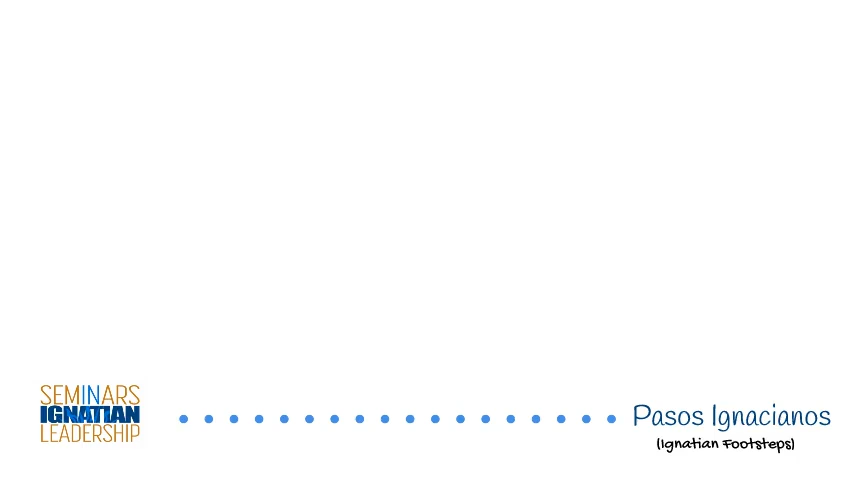 SEMINARS
IGNATIAN
LEADERSHIP
Pasos Ignacianos
(Ignatian Footsteps)